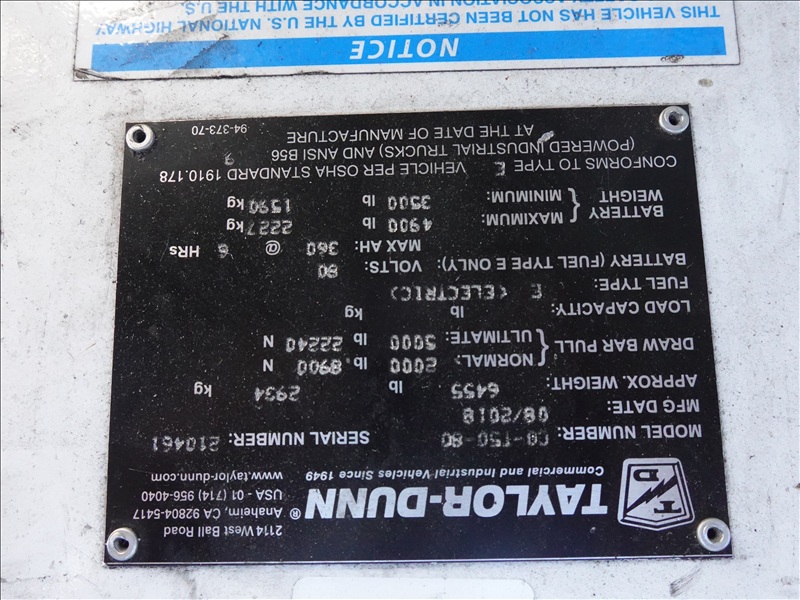 TAYLOR-DUNN®
Commercial and Industrial Vehicles Since 1949
2114 West Ball Road
Anaheim, CA 92804-5417
USA - 01 (714) 956-4040
www.taylor-dunn.com
MODEL NUMBER: C0-T50-80 SERIAL NUMBER: 210461
MFG DATE: 08/2018
APPROX. WEIGHT: 6455 lb 2934 kg
DRAW BAR PULL { NORMAL, 2000 lb 8900 N
ULTIMATE: 5000 lb 22240 N
LOAD CAPACITY: lb kg
FUEL TYPE: E (ELECTRIC)
BATTERY (FUEL TYPE E ONLY): VOLTS: 80
MAX AH: 360 @ 6 HRs
BATTERY WEIGHT { MAXIMUM: 4900 lb 2227 kg
MINIMUM: 3500 lb 1590 kg
CONFORMS TO TYPE E VEHICLE PER OSHA STANDARD 1910.178
(POWERED INDUSTRIAL TRUCKS) AND ANSI B56 9
AT THE DATE OF MANUFACTURE
94-373-70
NOTICE
THIS VEHICLE HAS NOT BEEN CERTIFIED BY THE U.S. NATIONAL HIGHWAY
ASSOCIATION IN ACCORDANCE WITH THE U.S.